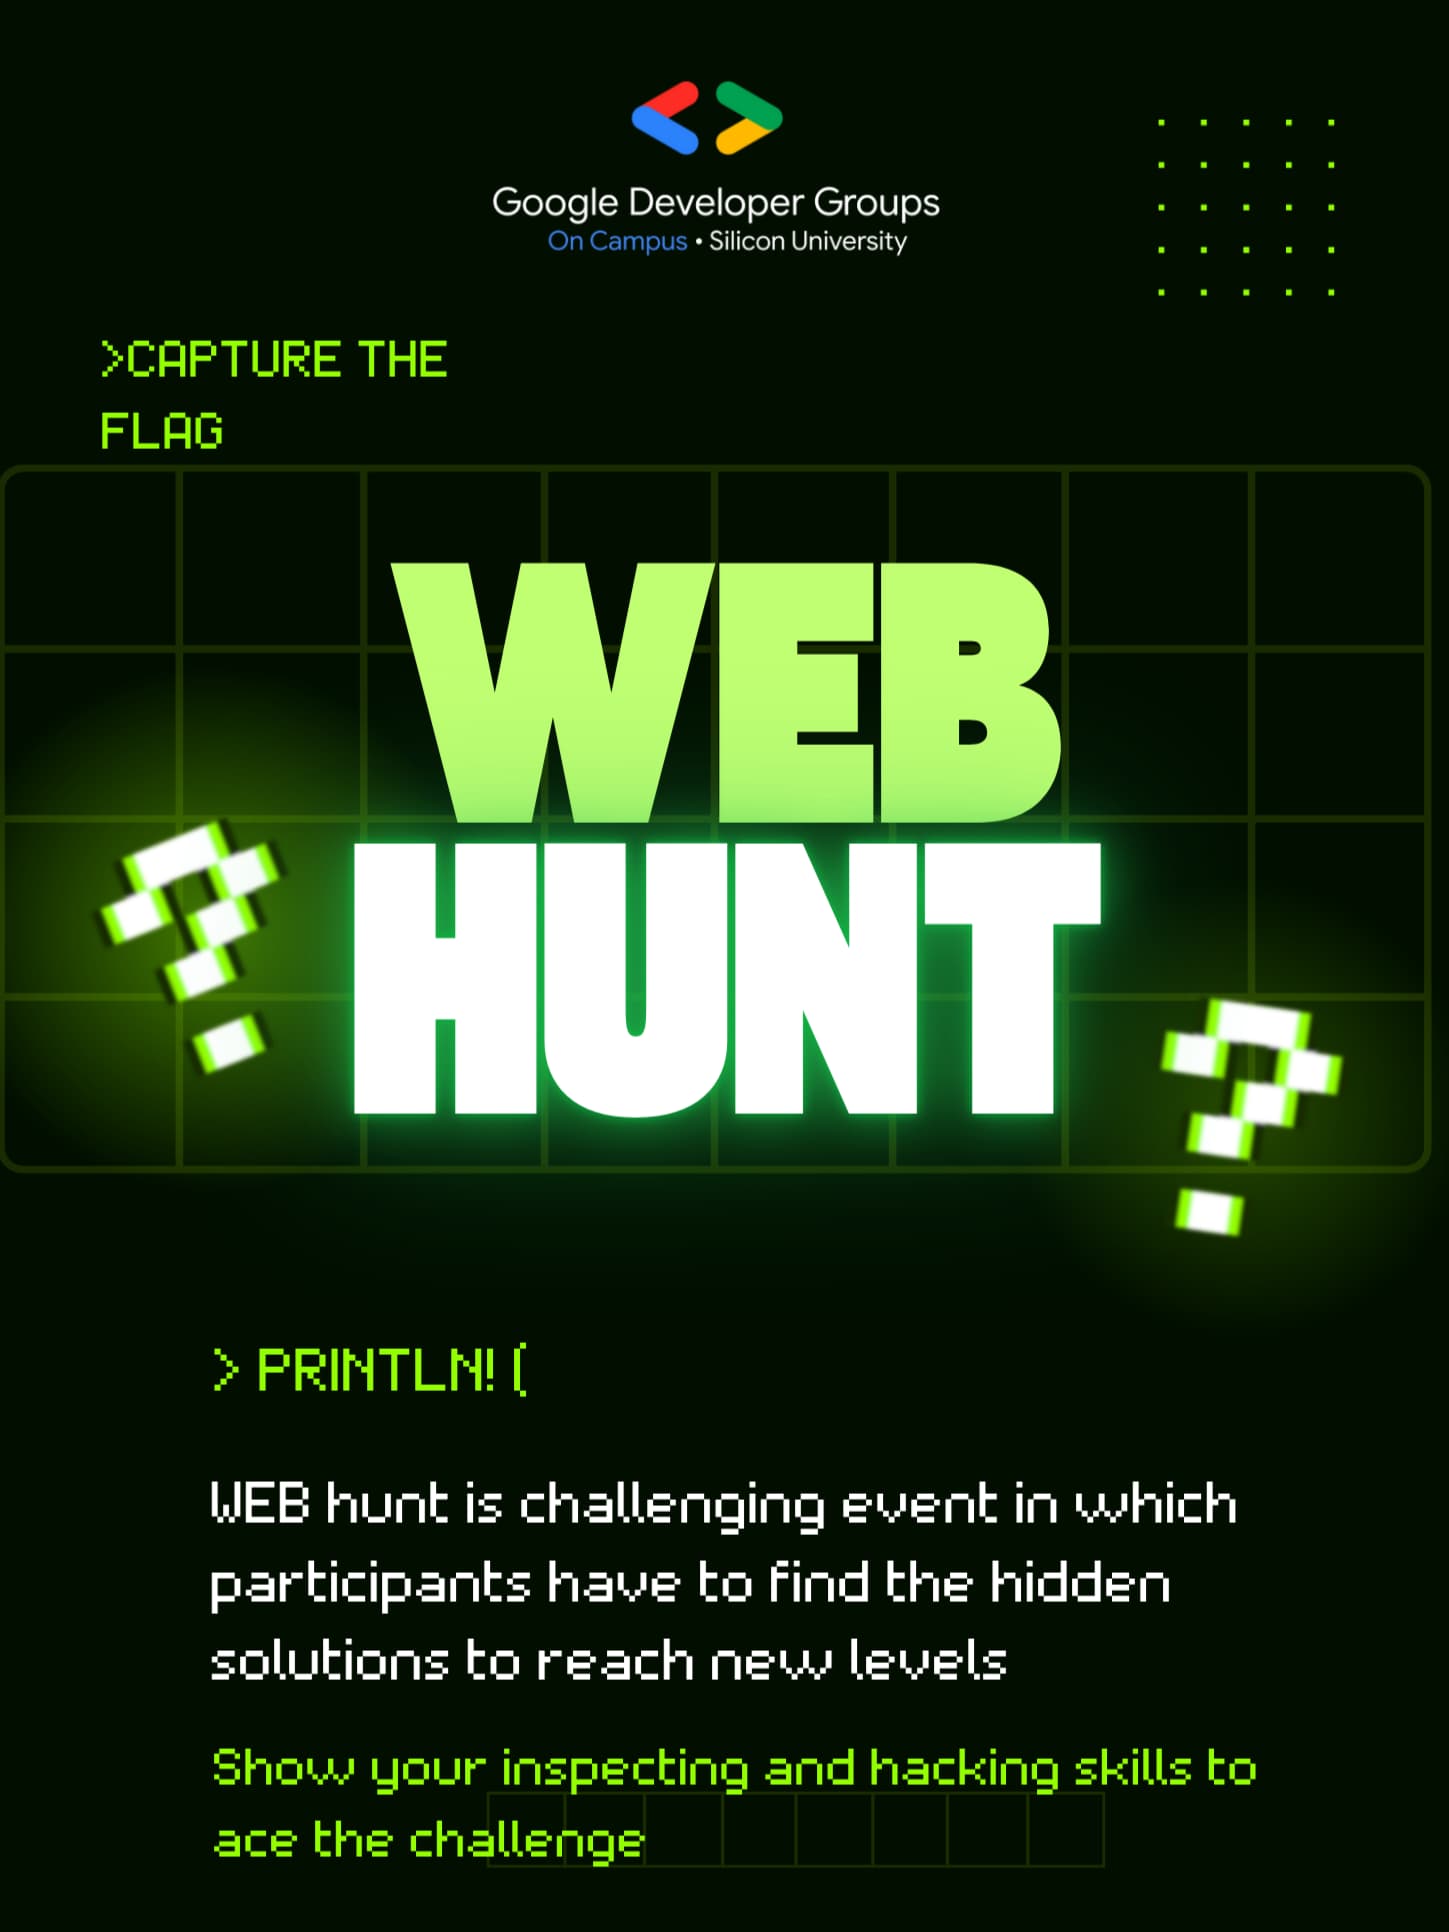 Google Developer Groups
On Campus • Silicon University
>CAPTURE THE
FLAG
WEB
HUNT
?
?
> PRINTLN! (
WEB hunt is challenging event in which
participants have to find the hidden
solutions to reach new levels
Show your inspecting and hacking skills to
ace the challenge